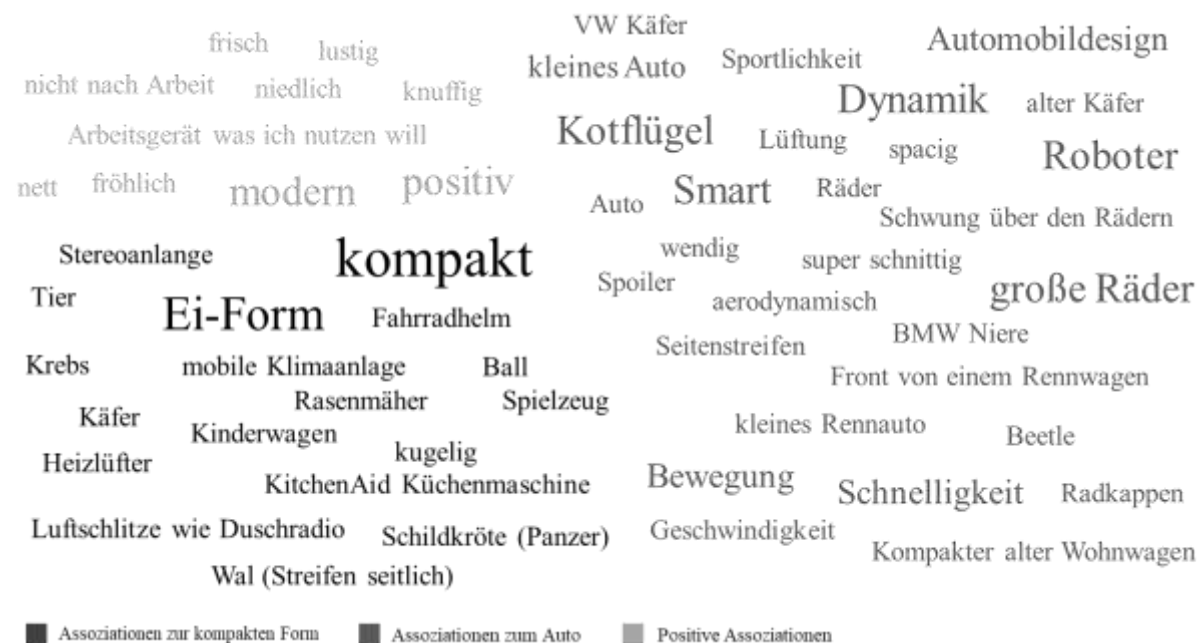 frisch
lustig
nicht nach Arbeit
niedlich
knuffig
Arbeitsgerät was ich nutzen will
nett
fröhlich
modern
positiv
VW Käfer
Automobildesign
kleines Auto
Sportlichkeit
Dynamik
alter Käfer
Kotflügel
Lüftung
spacig
Roboter
Auto
Smart
Räder
Schwung über den Rädern
wendig
super schnittig
Spoiler
aerodynamisch
große Räder
Seitenstreifen
BMW Niere
Front von einem Rennwagen
kleines Rennauto
Beetle
Bewegung
Schnelligkeit
Radkappen
Geschwindigkeit
Kompakter alter Wohnwagen
Stereoanlange
kompakt
Tier
Ei-Form
Fahrradhelm
Krebs
mobile Klimaanlage
Ball
Rasenmäher
Spielzeug
Käfer
Kinderwagen
kugelig
Heizlüfter
KitchenAid Küchenmaschine
Luftschlitze wie Duschradio
Schildkröte (Panzer)
Wal (Streifen seitlich)
Assoziationen zur kompakten Form
Assoziationen zum Auto
Positive Assoziationen